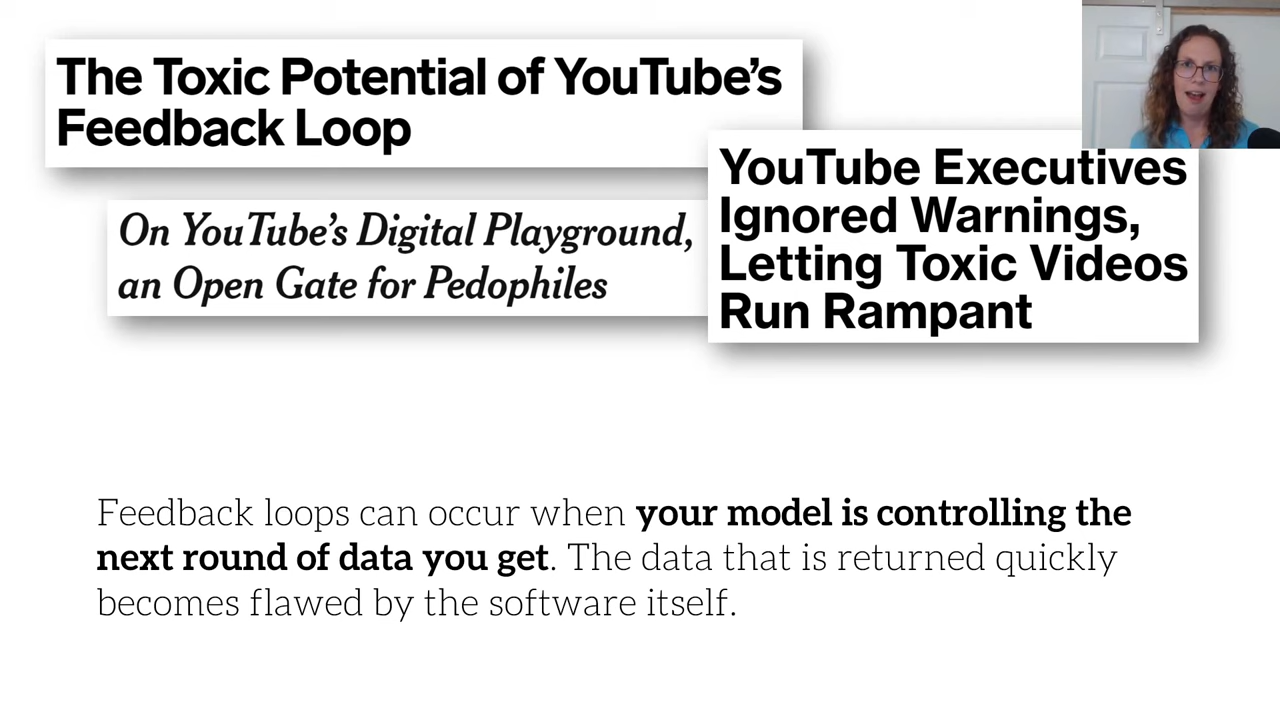 The Toxic Potential of YouTube’s
Feedback Loop
On YouTube’s Digital Playground,
an Open Gate for Pedophiles
YouTube Executives
Ignored Warnings,
Letting Toxic Videos
Run Rampant
Feedback loops can occur when your model is controlling the
next round of data you get. The data that is returned quickly
becomes flawed by the software itself.